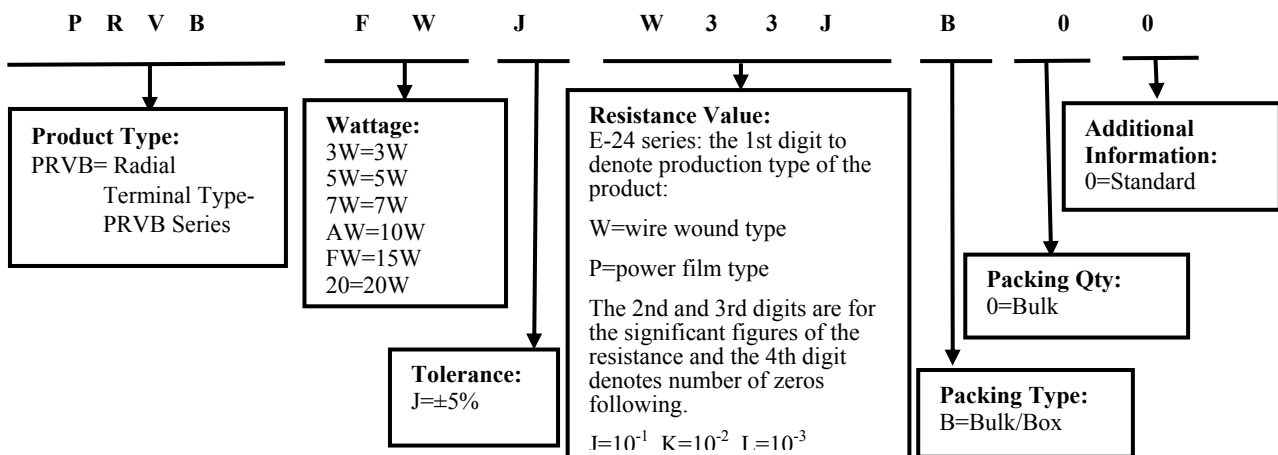 P R V B F W J W 3 3 J B 0 0
Product Type:
PRVB= Radial
Terminal Type-
PRVB Series
Wattage:
3W=3W
5W=5W
7W=7W
AW=10W
FW=15W
20=20W
Tolerance:
J=±5%
Resistance Value:
E-24 series: the 1st digit to
denote production type of the
product:
W=wire wound type
P=power film type
The 2nd and 3rd digits are for
the significant figures of the
resistance and the 4th digit
denotes number of zeros
following.
J=10⁻¹ K=10⁻² L=10⁻³
Packing Type:
B=Bulk/Box
Packing Qty:
0=Bulk
Additional
Information:
0=Standard